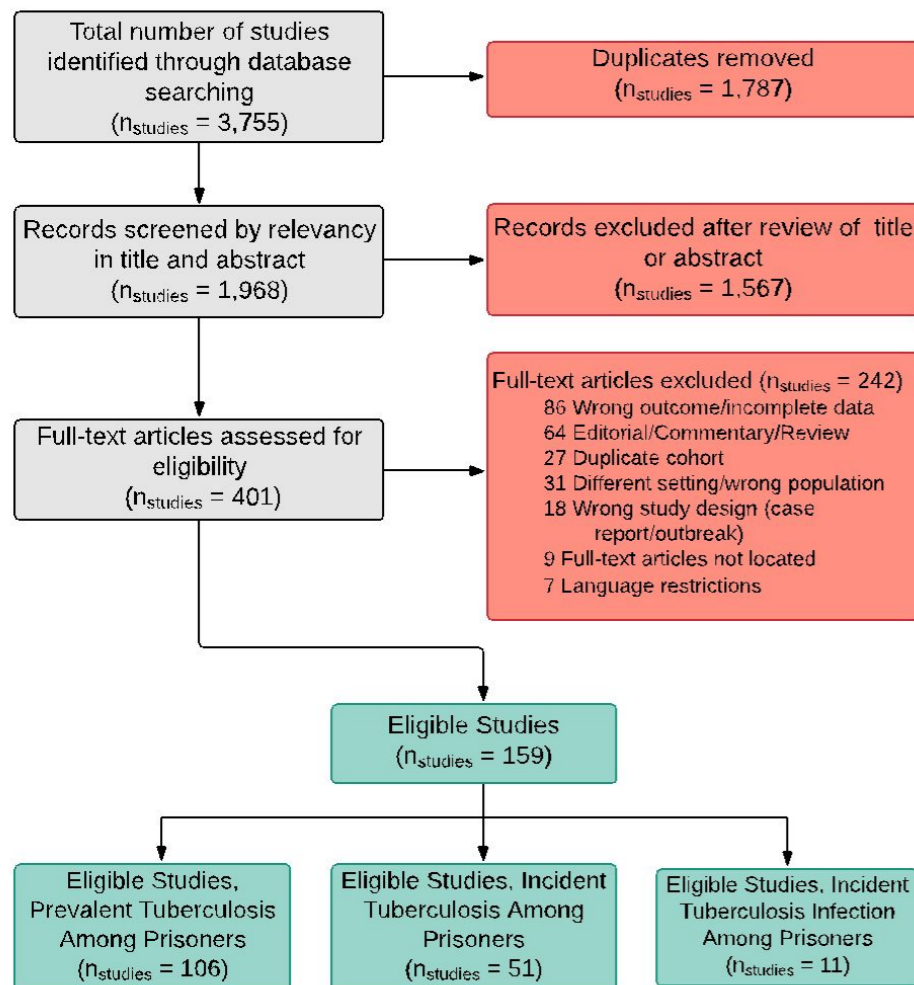 Total number of studies
identified through database
searching
(nstudies = 3,755)
Duplicates removed
(nstudies = 1,787)
Records screened by relevancy
in title and abstract
(nstudies = 1,968)
Records excluded after review of title
or abstract
(nstudies = 1,567)
Full-text articles assessed for
eligibility
(nstudies = 401)
Full-text articles excluded (nstudies = 242)
86 Wrong outcome/incomplete data
64 Editorial/Commentary/Review
27 Duplicate cohort
31 Different setting/wrong population
18 Wrong study design (case
report/outbreak)
9 Full-text articles not located
7 Language restrictions
Eligible Studies
(nstudies = 159)
Eligible Studies,
Prevalent Tuberculosis
Among Prisoners
(nstudies = 106)
Eligible Studies, Incident
Tuberculosis Among
Prisoners
(nstudies = 51)
Eligible Studies, Incident
Tuberculosis Infection
Among Prisoners
(nstudies = 11)